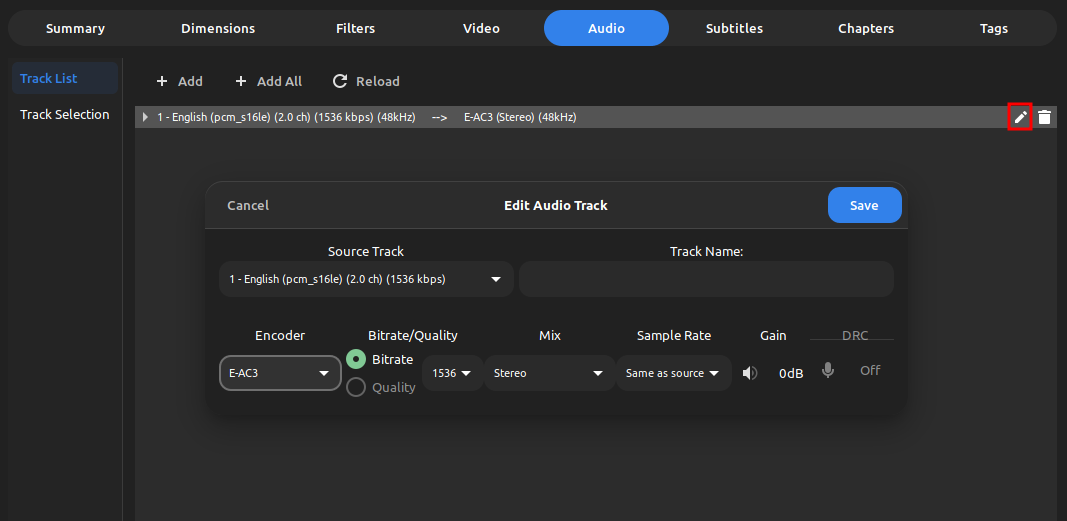 Summary Dimensions Filters Video Audio Subtitles Chapters Tags
Track List
Track Selection
Add Add All Reload
1 - English (pcm_s16le) (2.0 ch) (1536 kbps) (48kHz) --> E-AC3 (Stereo) (48kHz)
Cancel Edit Audio Track Save
Source Track Track Name:
1 - English (pcm_s16le) (2.0 ch) (1536 kbps)
Encoder Bitrate/Quality Mix Sample Rate Gain DRC
E-AC3 Bitrate 1536 Stereo Same as source 0dB Off
Quality